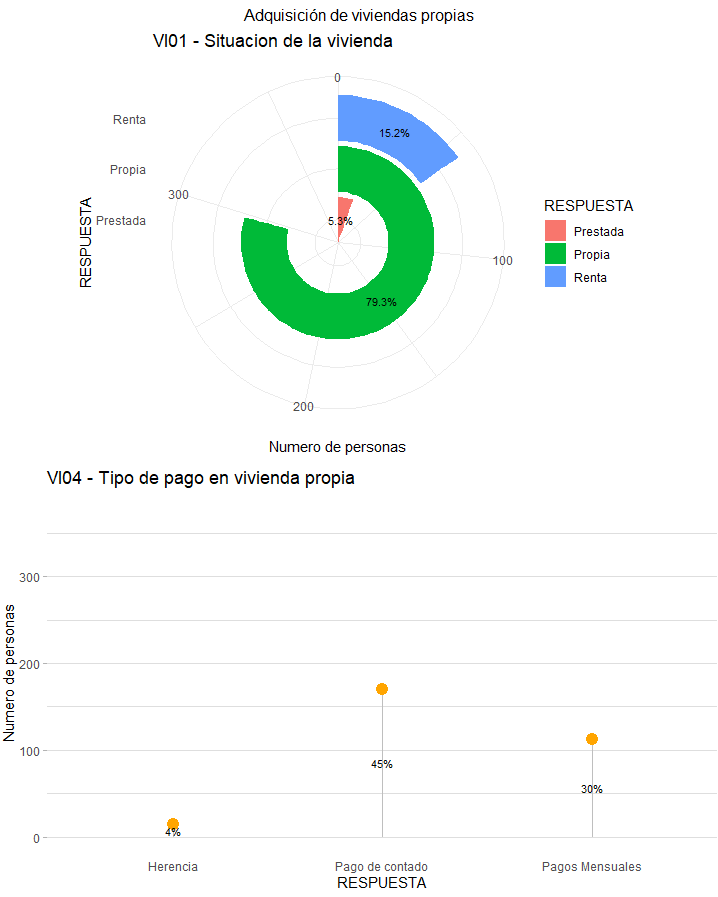 Adquisición de viviendas propias
VI01 - Situacion de la vivienda
0
Renta
15.2%
Propia
300
Prestada
5.3%
RESPUESTA
100
79.3%
200
Numero de personas
RESPUESTA
Prestada
Propia
Renta
VI04 - Tipo de pago en vivienda propia
300
200
100
0
Numero de personas
4%
45%
30%
Herencia
Pago de contado
Pagos Mensuales
RESPUESTA